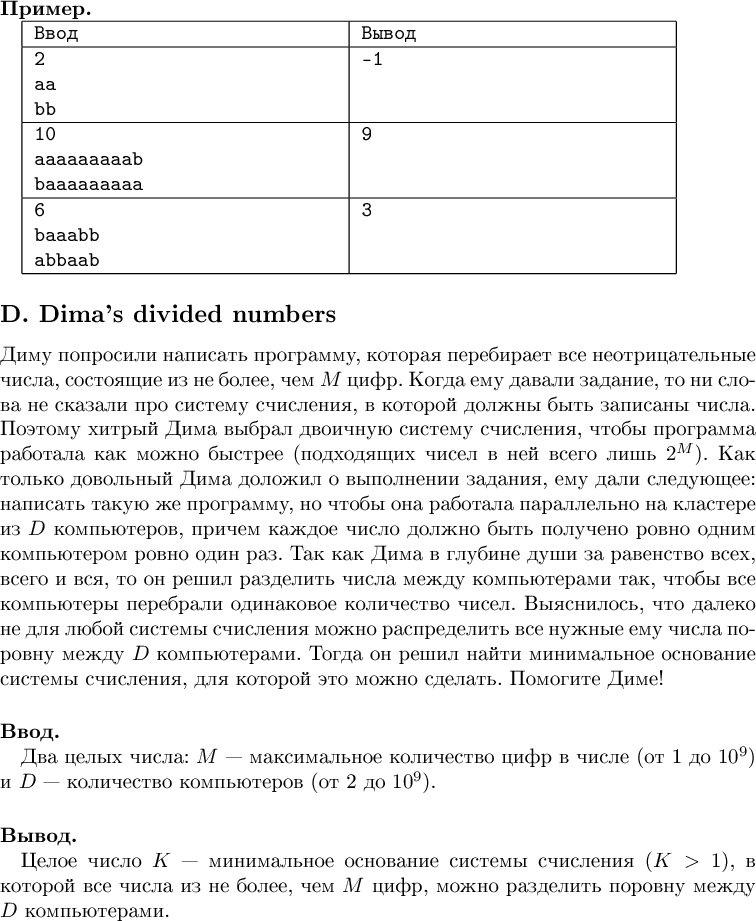 Пример.
Ввод Вывод
2 -1
aa
bb
10 9
aaaaaaaaab
baaaaaaaaa
6 3
baaabb
abbaab
D. Dima's divided numbers
Диму попросили написать программу, которая перебирает все неотрицательные
числа, состоящие из не более, чем M цифр. Когда ему давали задание, то ни сло-
ва не сказали про систему счисления, в которой должны быть записаны числа.
Поэтому хитрый Дима выбрал двоичную систему счисления, чтобы программа
работала как можно быстрее (подходящих чисел в ней всего лишь 2^M). Как
только довольный Дима доложил о выполнении задания, ему дали следующее:
написать такую же программу, но чтобы она работала параллельно на кластере
из D компьютеров, причем каждое число должно быть получено ровно одним
компьютером ровно один раз. Так как Дима в глубине души за равенство всех,
всего и вся, то он решил разделить числа между компьютерами так, чтобы все
компьютеры перебрали одинаковое количество чисел. Выяснилось, что далеко
не для любой системы счисления можно распределить все нужные ему числа по-
ровну между D компьютерами. Тогда он решил найти минимальное основание
системы счисления, для которой это можно сделать. Помогите Диме!
Ввод.
Два целых числа: M — максимальное количество цифр в числе (от 1 до 10^9)
и D — количество компьютеров (от 2 до 10^9).
Вывод.
Целое число K — минимальное основание системы счисления (K > 1), в
которой все числа из не более, чем M цифр, можно разделить поровну между
D компьютерами.